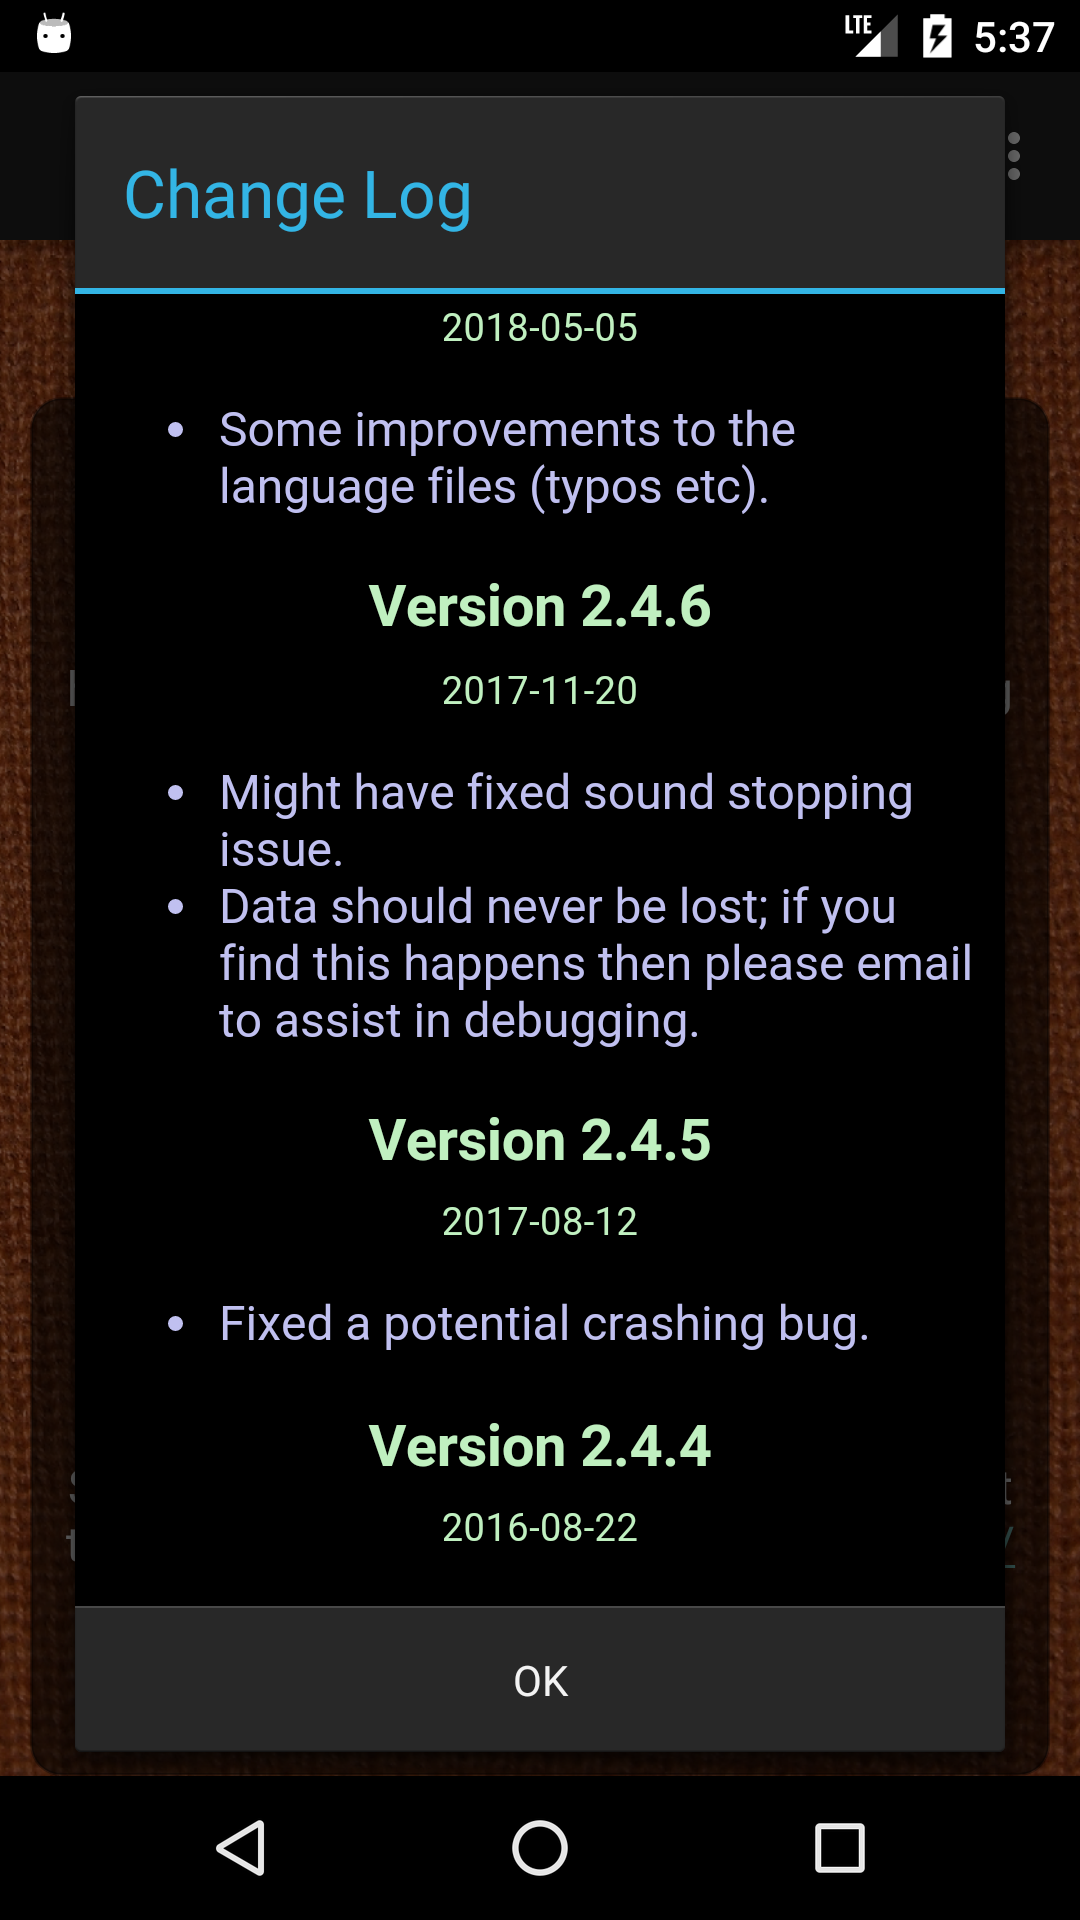 LTE 5:37
Change Log
2018-05-05
• Some improvements to the
language files (typos etc).
Version 2.4.6
2017-11-20
• Might have fixed sound stopping
issue.
• Data should never be lost; if you
find this happens then please email
to assist in debugging.
Version 2.4.5
2017-08-12
• Fixed a potential crashing bug.
Version 2.4.4
2016-08-22
OK